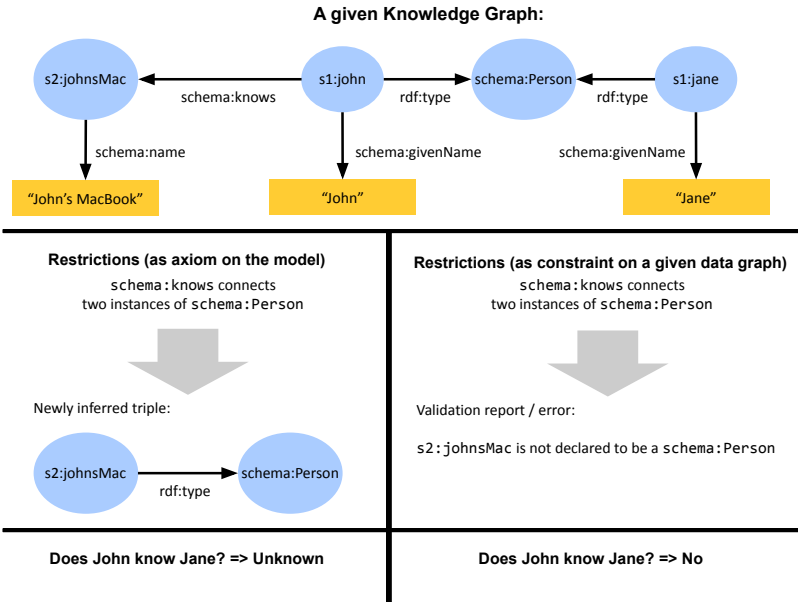 A given Knowledge Graph:
s2:johnsMac
s1:john
schema:Person
s1:jane
schema:knows
rdf:type
rdf:type
schema:name
schema:givenName
schema:givenName
“John’s MacBook”
“John”
“Jane”
Restrictions (as axiom on the model)
schema:knows connects
two instances of schema:Person
Newly inferred triple:
s2:johnsMac
schema:Person
rdf:type
Does John know Jane? => Unknown
Restrictions (as constraint on a given data graph)
schema:knows connects
two instances of schema:Person
Validation report / error:
s2:johnsMac is not declared to be a schema:Person
Does John know Jane? => No